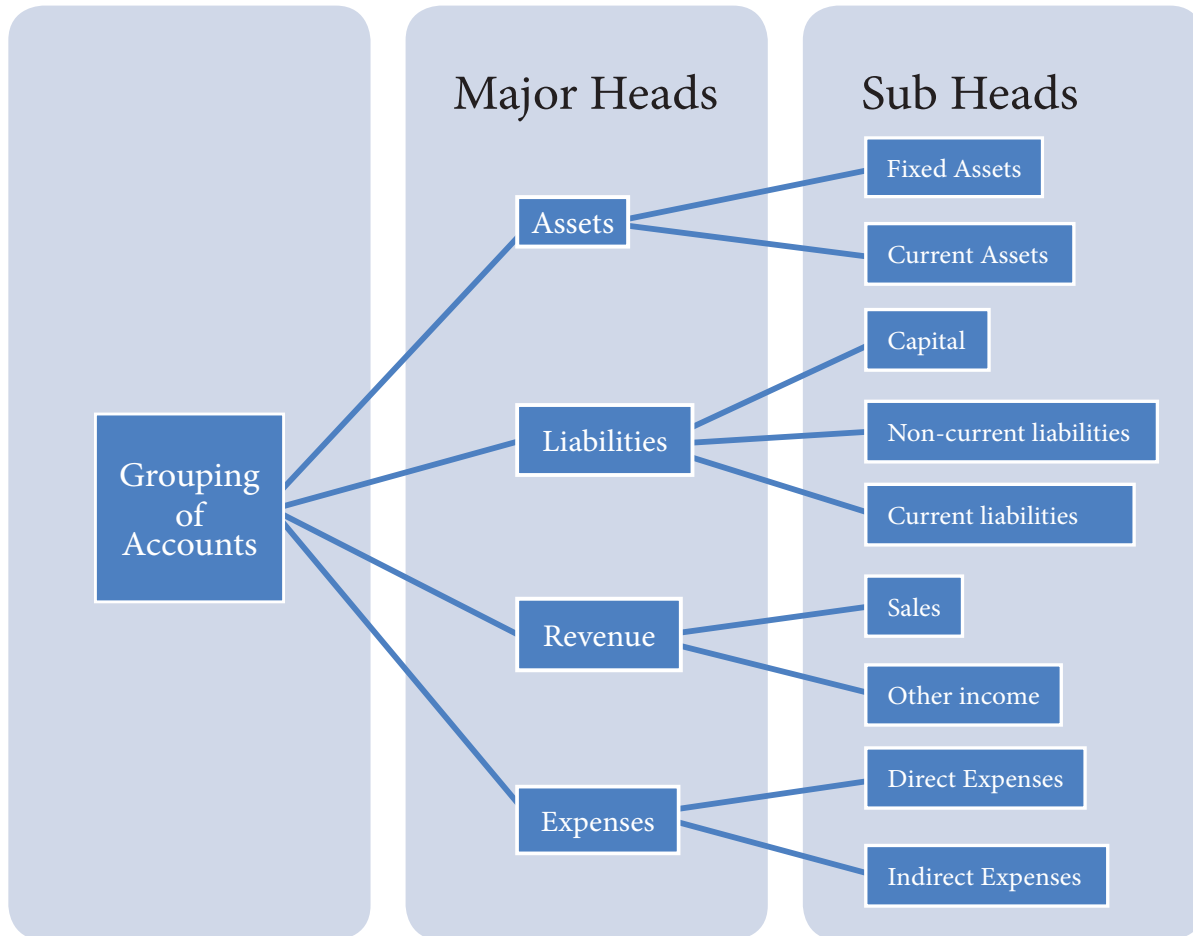 Major Heads
Sub Heads
Grouping
of
Accounts
Assets
Fixed Assets
Current Assets
Liabilities
Capital
Non-current liabilities
Current liabilities
Revenue
Sales
Other income
Expenses
Direct Expenses
Indirect Expenses